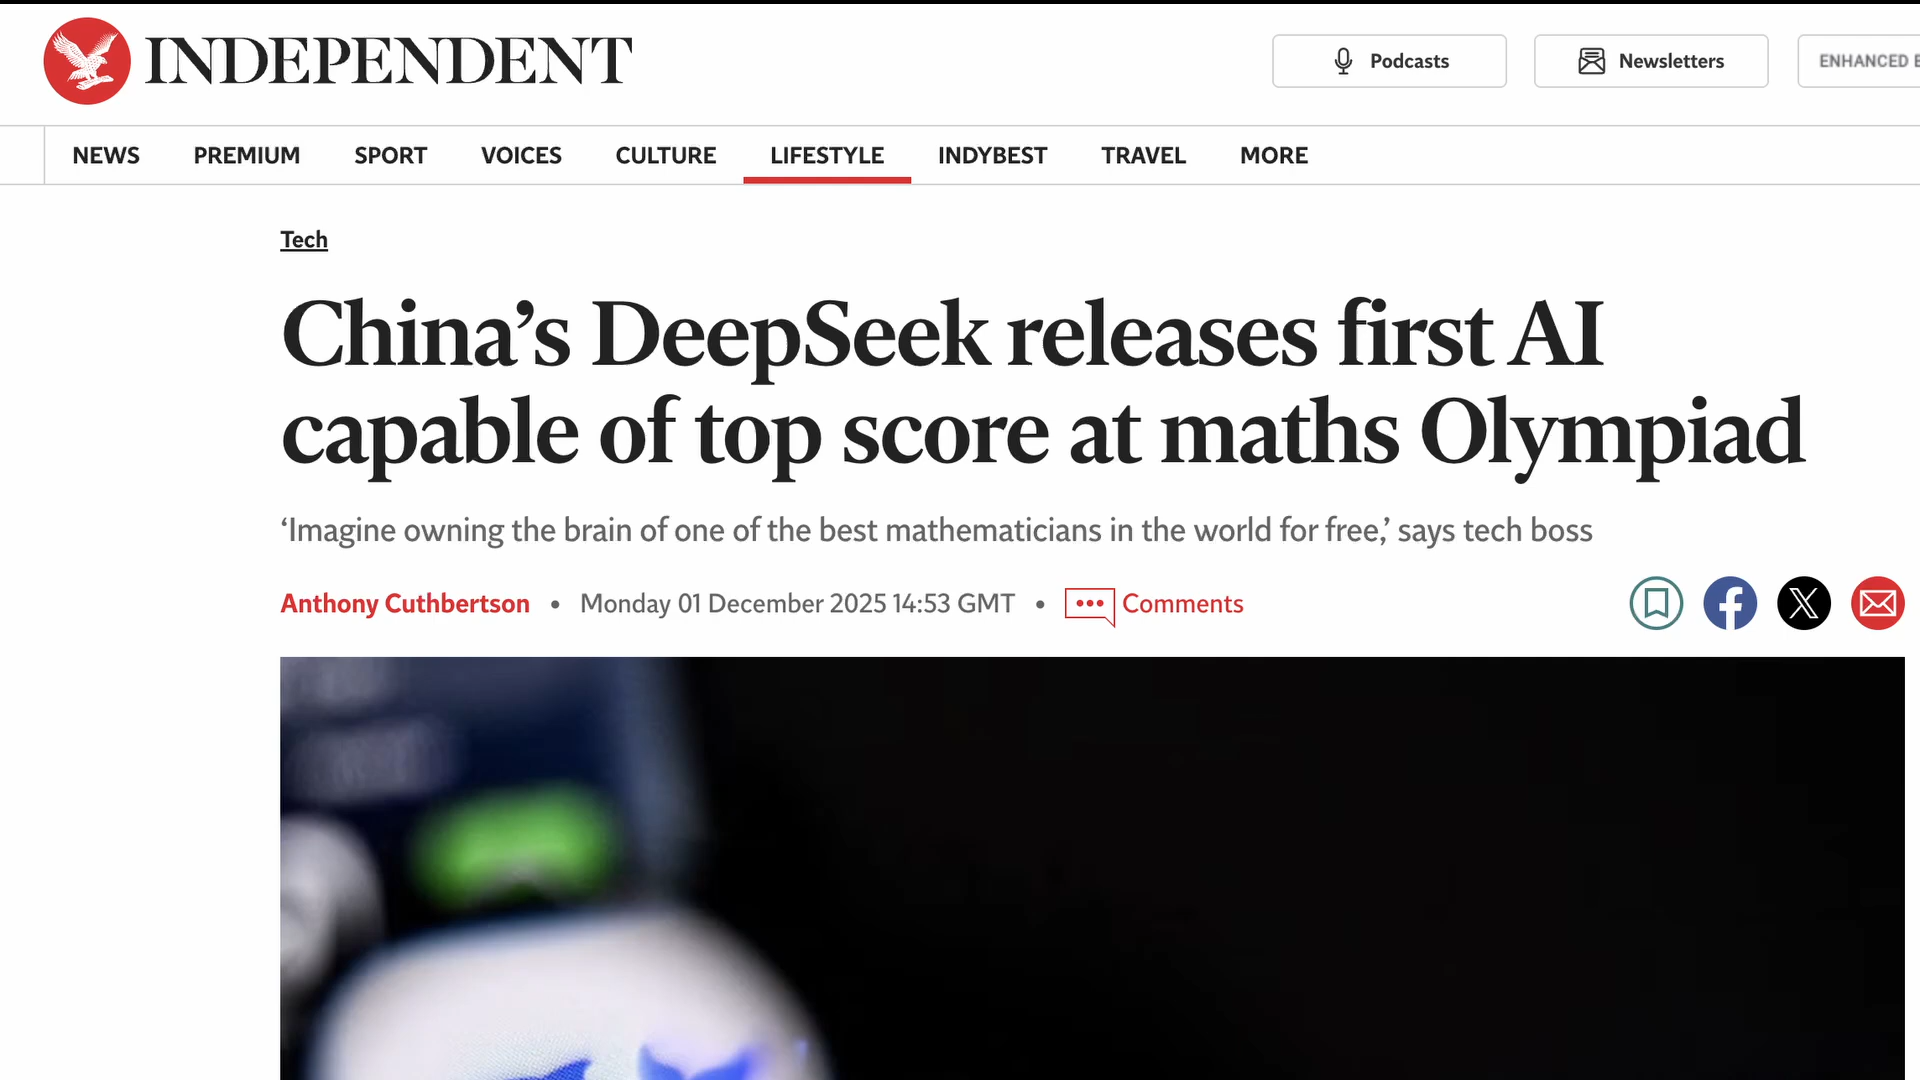 INDEPENDENT
Podcasts
Newsletters
ENHANCED
NEWS PREMIUM SPORT VOICES CULTURE LIFESTYLE INDYBEST TRAVEL MORE
Tech
China’s DeepSeek releases first AI
capable of top score at maths Olympiad
‘Imagine owning the brain of one of the best mathematicians in the world for free,’ says tech boss
Anthony Cuthbertson • Monday 01 December 2025 14:53 GMT • Comments